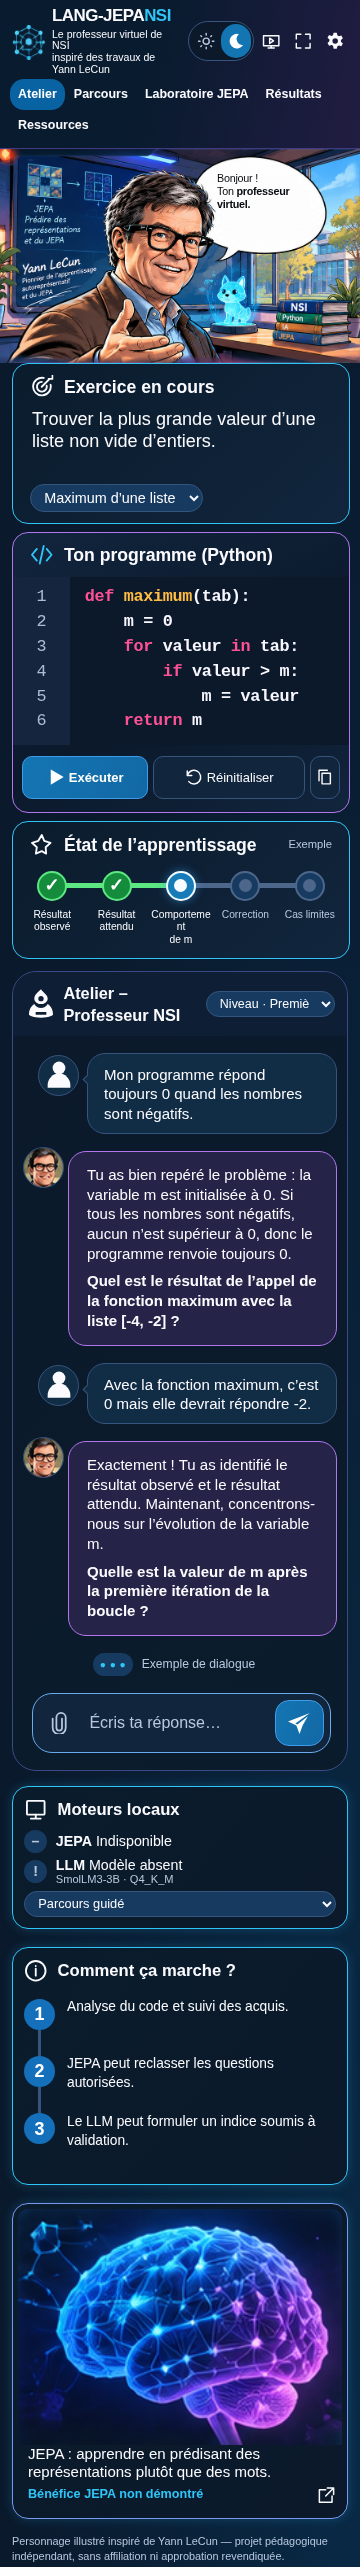 LANG-JEPANSI
Le professeur virtuel de
NSI
inspiré des travaux de
Yann LeCun
Atelier Parcours Laboratoire JEPA Résultats
Ressources
Bonjour !
Ton professeur
virtuel.
JEPA
Prédire des
représentations
et du JEPA
Yann LeCun
Pionnier de l'apprentissage
autosupervisé
et du JEPA
NSI
Python
IA
JEPA
Exercice en cours
Trouver la plus grande valeur d’une
liste non vide d’entiers.
Maximum d’une liste
Ton programme (Python)
1 def maximum(tab):
2 m = 0
3 for valeur in tab:
4 if valeur > m:
5 m = valeur
6 return m
Exécuter Réinitialiser
État de l’apprentissage Exemple
Résultat
observé
Résultat
attendu
Comporteme
nt
de m
Correction
Cas limites
Atelier –
Professeur NSI
Niveau · Premiè
Mon programme répond
toujours 0 quand les nombres
sont négatifs.
Tu as bien repéré le problème : la
variable m est initialisée à 0. Si
tous les nombres sont négatifs,
aucun n’est supérieur à 0, donc le
programme renvoie toujours 0.
Quel est le résultat de l’appel de
la fonction maximum avec la
liste [-4, -2] ?
Avec la fonction maximum, c’est
0 mais elle devrait répondre -2.
Exactement ! Tu as identifié le
résultat observé et le résultat
attendu. Maintenant, concentrons-
nous sur l’évolution de la variable
m.
Quelle est la valeur de m après
la première itération de la
boucle ?
Exemple de dialogue
Écris ta réponse…
Moteurs locaux
– JEPA Indisponible
! LLM Modèle absent
SmolLM3-3B · Q4_K_M
Parcours guidé
Comment ça marche ?
1 Analyse du code et suivi des acquis.
2 JEPA peut reclasser les questions
autorisées.
3 Le LLM peut formuler un indice soumis à
validation.
JEPA : apprendre en prédisant des
représentations plutôt que des mots.
Bénéfice JEPA non démontré
Personnage illustré inspiré de Yann LeCun — projet pédagogique
indépendant, sans affiliation ni approbation revendiquée.